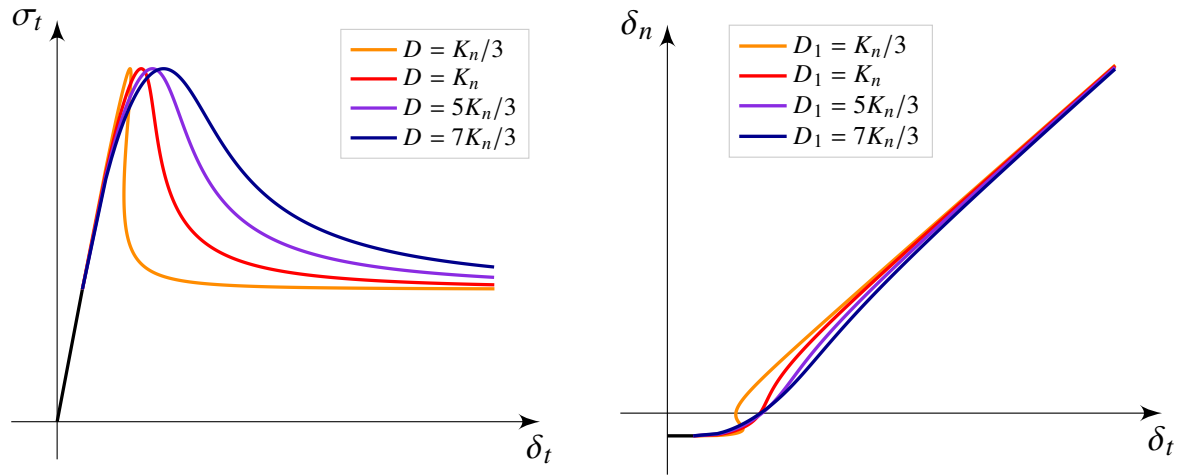 σ_t
D = K_n/3
D = K_n
D = 5K_n/3
D = 7K_n/3
δ_t
δ_n
D_1 = K_n/3
D_1 = K_n
D_1 = 5K_n/3
D_1 = 7K_n/3
δ_t